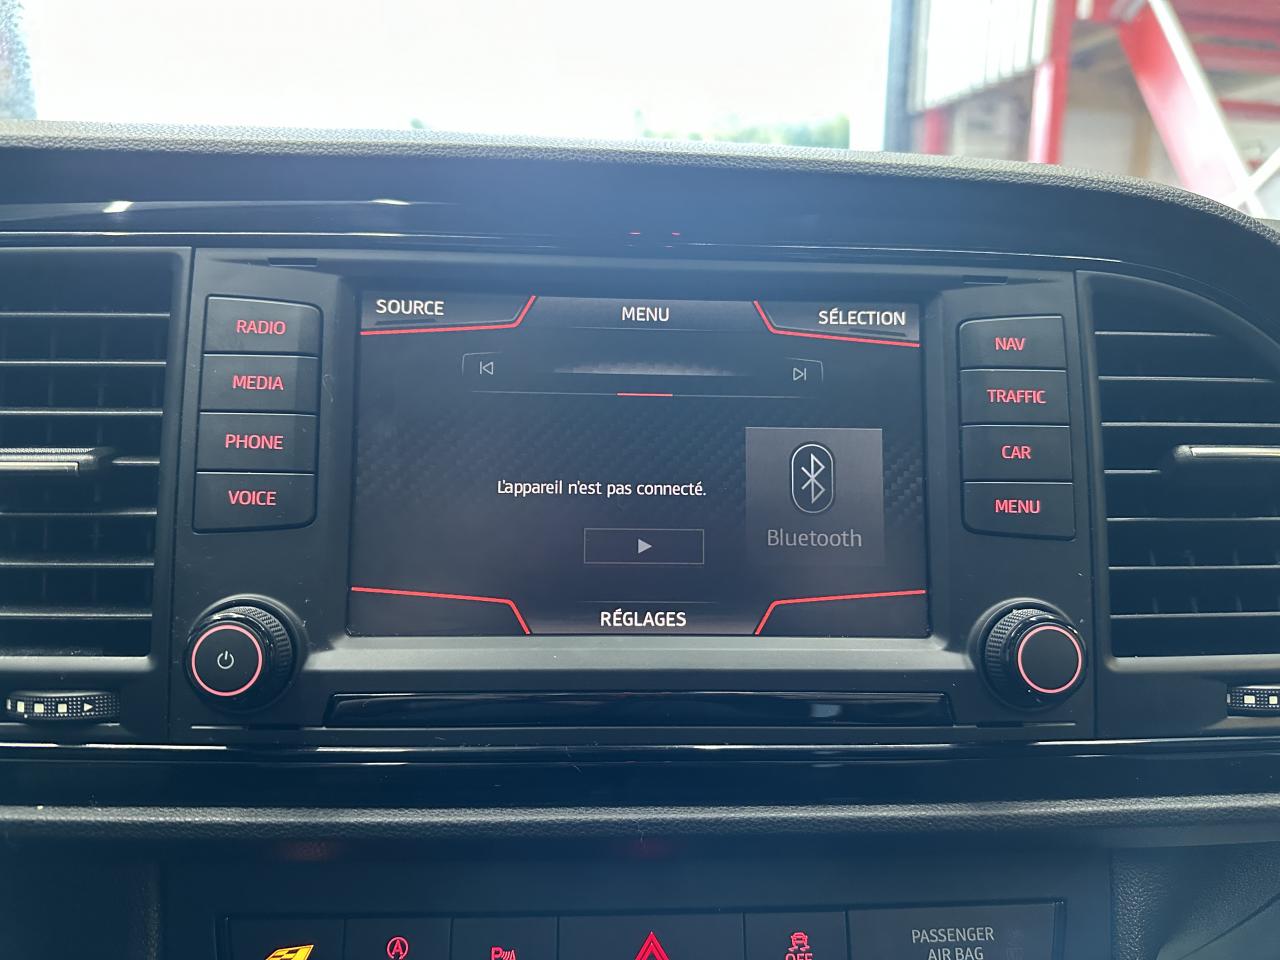 SOURCE
MENU
SÉLECTION
RADIO
MEDIA
PHONE
VOICE
NAV
TRAFFIC
CAR
MENU
L'appareil n'est pas connecté.
Bluetooth
RÉGLAGES
A
P
OFF
PASSENGER
AIR BAG